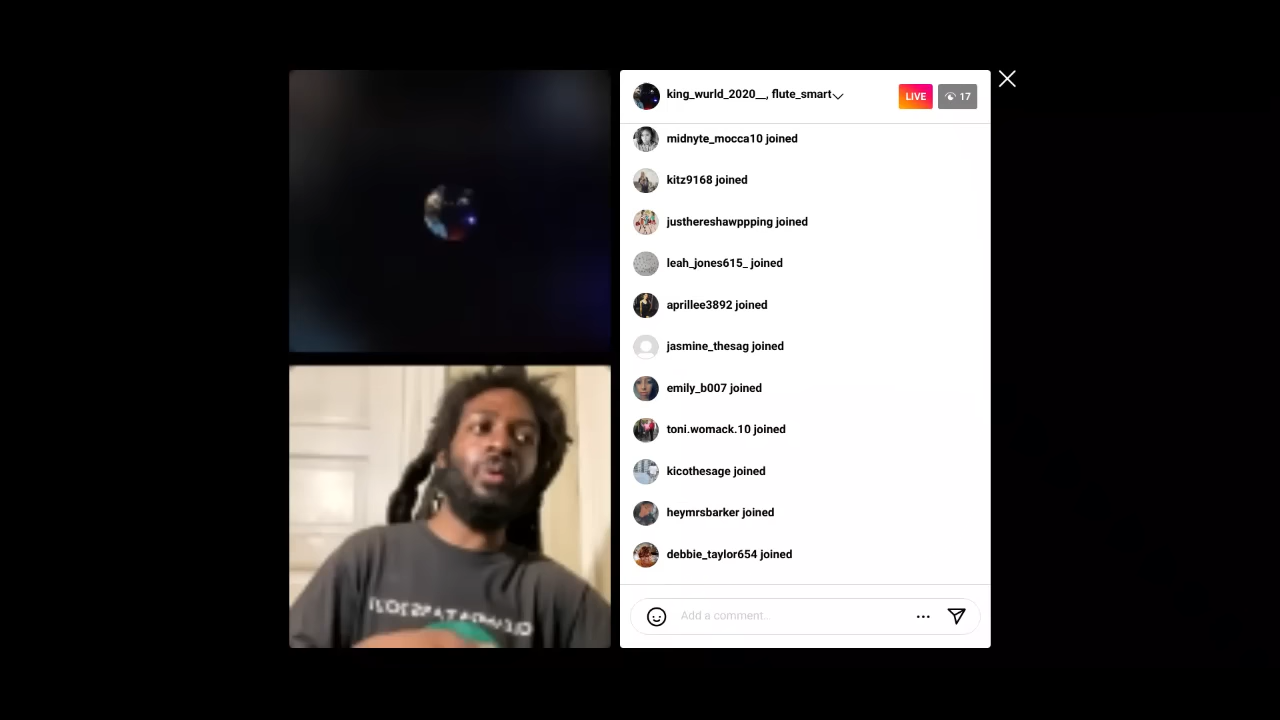 king_wurld_2020__, flute_smart
LIVE
17
midnyte_mocca10 joined
kitz9168 joined
justhereshawppping joined
leah_jones615_ joined
aprillee3892 joined
jasmine_thesag joined
emily_b007 joined
toni.womack.10 joined
kicothesage joined
heymrsbarker joined
debbie_taylor654 joined
Add a comment...